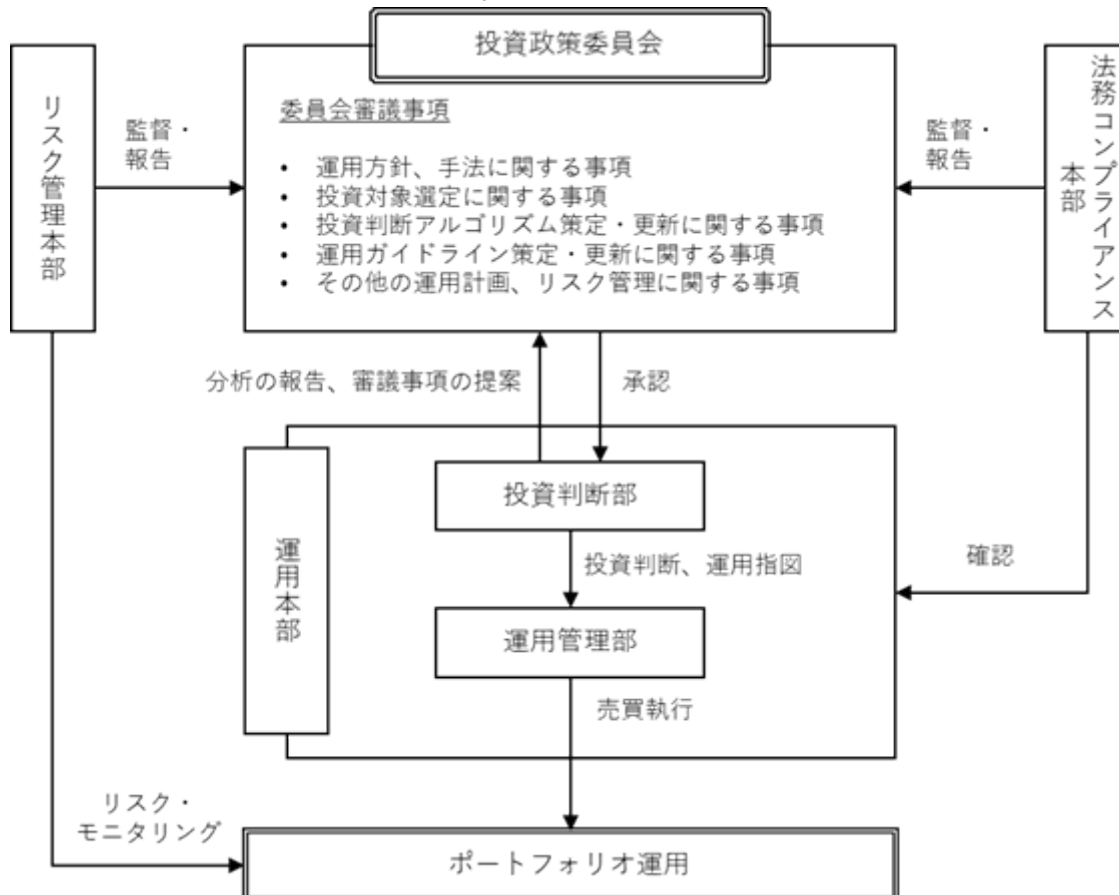 投資政策委員会
リスク管理本部
監督・
報告
委員会審議事項
• 運用方針、手法に関する事項
• 投資対象選定に関する事項
• 投資判断アルゴリズム策定・更新に関する事項
• 運用ガイドライン策定・更新に関する事項
• その他の運用計画、リスク管理に関する事項
監督・
報告
法務コンプライアンス
本部
分析の報告、審議事項の提案
承認
運用本部
投資判断部
投資判断、運用指図
確認
運用管理部
売買執行
リスク・
モニタリング
ポートフォリオ運用